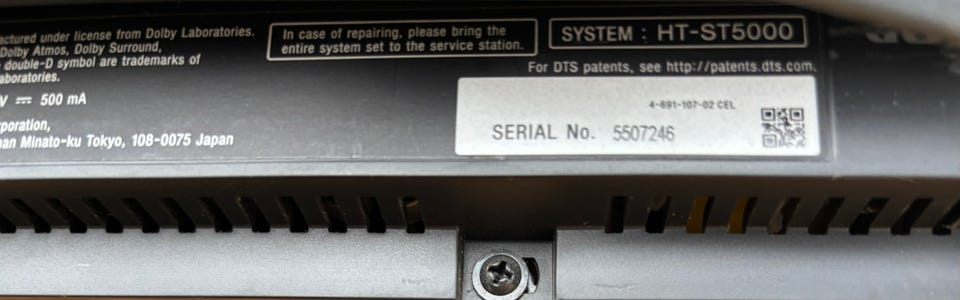 actured under license from Dolby Laboratories.
Dolby Atmos, Dolby Surround,
double-D symbol are trademarks of
aboratories.
V ⎓ 500 mA
rporation,
nan Minato-ku Tokyo, 108-0075 Japan
In case of repairing, please bring the
entire system set to the service station.
SYSTEM : HT-ST5000
For DTS patents, see http://patents.dts.com.
4-691-107-02 CEL
SERIAL No. 5507246